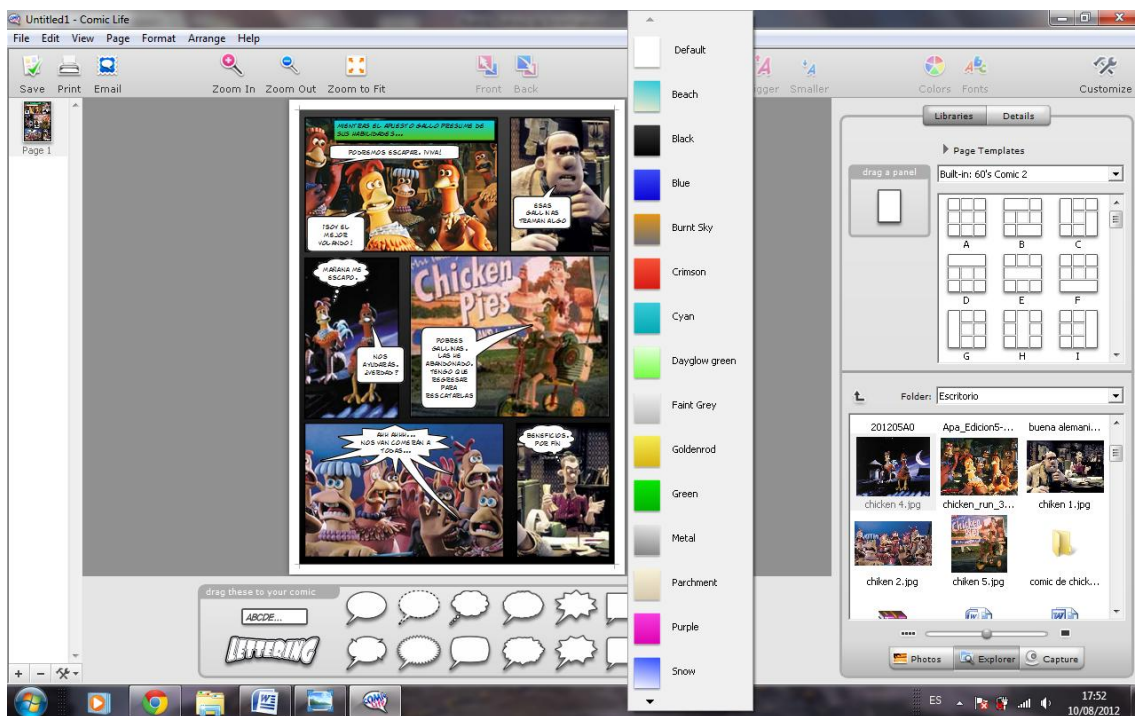 Untitled1 - Comic Life
File Edit View Page Format Arrange Help
Save Print Email Zoom In Zoom Out Zoom to Fit Front Back Smaller Colors Fonts Customize
Page 1
MIENTRAS EL APUESTO GALLO PRESUME DE
SUS HABILIDADES...
PODREMOS ESCAPAR. ¡VIVA!
¡SOY EL
MEJOR
VOLANDO!
ESAS
GALLINAS
TRAMAN ALGO
MAÑANA ME
ESCAPO.
NOS
AYUDARÁS.
¿VERDAD?
Chicken
Pies
POBRES
GALLINAS.
LAS HE
ABANDONADO.
TENGO QUE
REGRESAR
PARA
RESCATARLAS
AHH AHHH...
NOS VAN COMERÁN A
TODAS...
BENEFICIOS.
POR FIN
drag these to your comic
ABCDE...
LETTERING
Default
Beach
Black
Blue
Burnt Sky
Crimson
Cyan
Dayglow green
Faint Grey
Goldenrod
Green
Metal
Parchment
Purple
Snow
Libraries Details
Page Templates
drag a panel
Built-in: 60's Comic 2
A B C
D E F
G H I
Folder: Escritorio
201205A0 Apa_Edicion5-... buena alemani...
chicken 4.jpg chicken_run_3... chiken 1.jpg
chiken 2.jpg chiken 5.jpg comic de chick...
Photos Explorer Capture
ES
17:52
10/08/2012